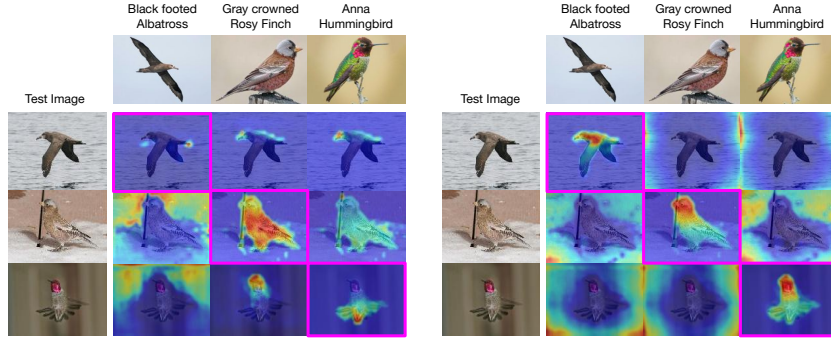 Black footed
Albatross
Gray crowned
Rosy Finch
Anna
Hummingbird
Test Image
Black footed
Albatross
Gray crowned
Rosy Finch
Anna
Hummingbird
Test Image